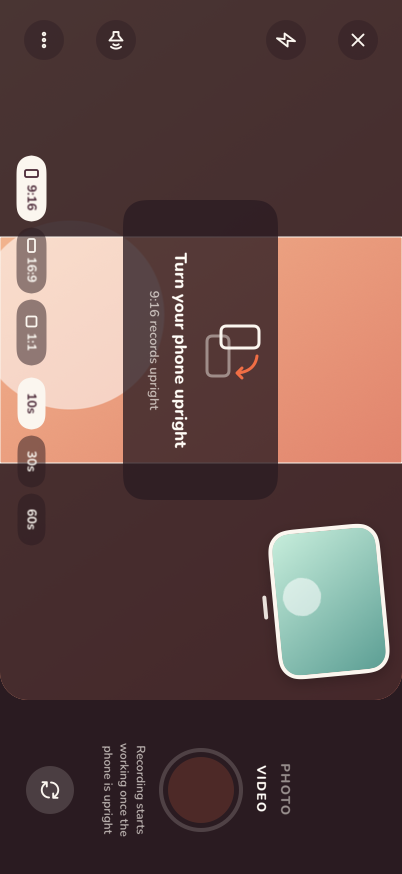 9:16
16:9
1:1
10s
30s
60s
Turn your phone upright
9:16 records upright
PHOTO
VIDEO
Recording starts
working once the
phone is upright